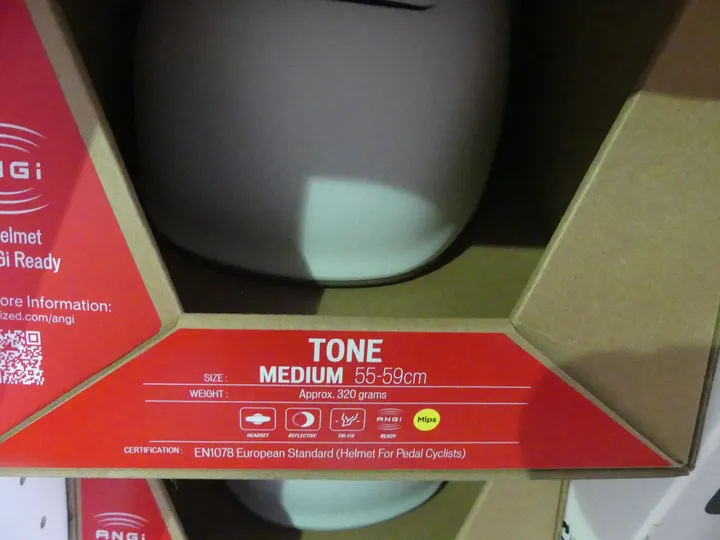 ANGi
elmet
Gi Ready
ore Information:
ized.com/angi
TONE
SIZE: MEDIUM 55-59cm
WEIGHT: Approx. 320 grams
ANGi Mips
HEADSET REFLECTIVE TRI-FIX READY
CERTIFICATION: EN1078 European Standard (Helmet For Pedal Cyclists)
ANGi